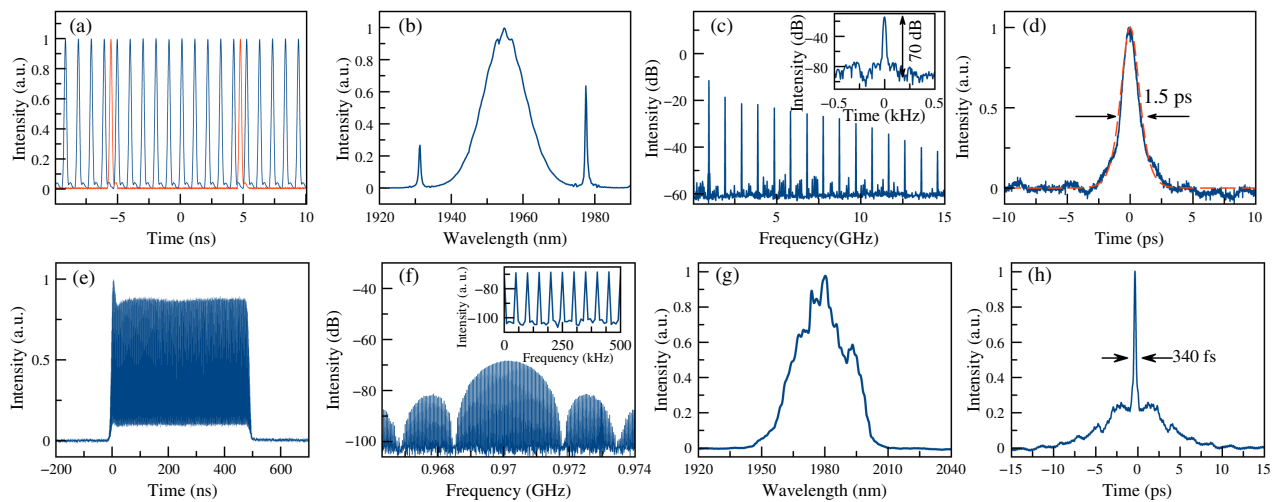 (a)
Intensity (a.u.)
1
0.8
0.6
0.4
0.2
0
−5 0 5 10
Time (ns)
(b)
Intensity (a.u.)
1
0.8
0.6
0.4
0.2
0
1920 1940 1960 1980
Wavelength (nm)
(c)
Intensity (dB)
0
−20
−40
−60
5 10 15
Frequency(GHz)
Intensity (dB)
−40
−80
−0.5 0 0.5
Time (kHz)
70 dB
(d)
Intensity (a.u.)
1
0.5
0
1.5 ps
−10 −5 0 5 10
Time (ps)
(e)
Intensity (a.u.)
1
0.5
0
−200 0 200 400 600
Time (ns)
(f)
Intensity (dB)
−40
−60
−80
−100
0.968 0.97 0.972 0.974
Frequency (GHz)
Intensity (a.u.)
−80
−100
0 250 500
Frequency (kHz)
(g)
Intensity (a.u.)
1
0.8
0.6
0.4
0.2
0
1920 1950 1980 2010 2040
Wavelength (nm)
(h)
Intensity (a.u.)
1
0.8
0.6
0.4
0.2
0
340 fs
−15 −10 −5 0 5 10 15
Time (ps)